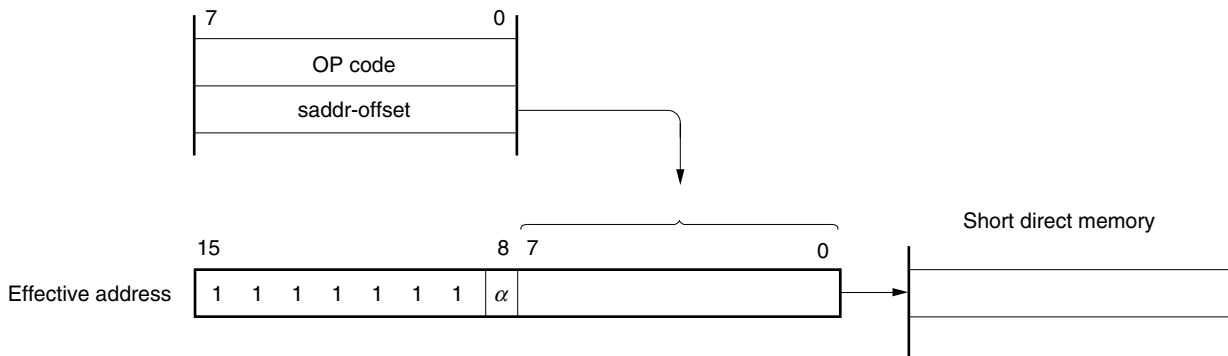 7 0
OP code
saddr-offset
Short direct memory
15 8 7 0
Effective address 1 1 1 1 1 1 1 α